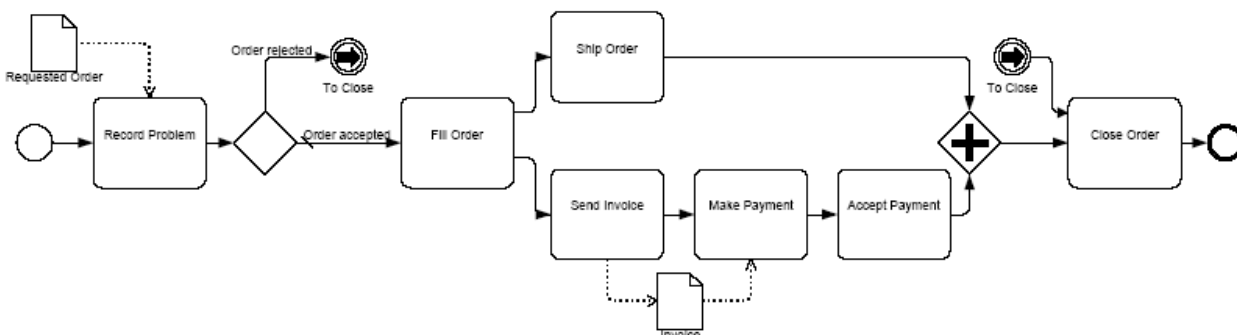 Requested Order
Record Problem
Order rejected
To Close
Order accepted
Fill Order
Ship Order
Send Invoice
Make Payment
Accept Payment
To Close
Close Order
Invoice